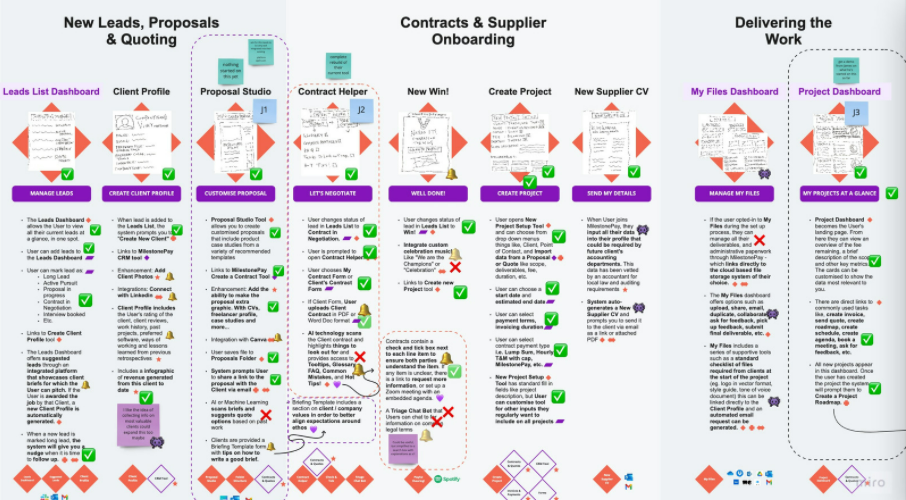 New Leads, Proposals
& Quoting
Contracts & Supplier
Onboarding
Delivering the
Work
nothing
started on
this yet
Leads List Dashboard
Client Profile
Proposal Studio
Contract Helper
New Win!
Create Project
New Supplier CV
My Files Dashboard
Project Dashboard
J1
J2
J3
MANAGE LEADS
CREATE CLIENT PROFILE
CUSTOMISE PROPOSAL
LET'S NEGOTIATE
WELL DONE!
CREATE PROJECT
SEND MY DETAILS
MANAGE MY FILES
MY PROJECTS AT A GLANCE
The Leads Dashboard
allows the User to view
all their current leads at
a glance, in one spot.
User can add leads to
the Leads Dashboard
User can mark lead as:
Long Lead
Active Pursuit
Proposal in
progress
Contract in
Negotiation
Interview booked
Etc.
Links to Create Client
Profile tool
The Leads Dashboard
offers suggested
leads through an
integrated platform that
showcases client
briefs for which the
User can pitch. If the
User is awarded the
job by that Client, a
new Client Profile is
automatically
generated.
When a new lead is
marked long lead, the
system will give you a
nudge when it is time
to follow up.
When lead is added to
the Leads List, the
system prompts you to
"Create New Client"
Links to MilestonePay
CRM tool
Enhancement: Add
Client Photos
Integrations: Connect
with Linkedin
Client Profile includes
the User's rating of the
client, client reviews,
work history, past
projects, preferred
software, ways of
working and lessons
learned from previous
retrospectives
Includes a infographic
of revenue generated
from this client to
date
Proposal Studio Tool
allows you to create
customised proposals
that include product
case studies from a
variety of recommended
templates
Links to MilestonePay
Create a Contract Tool
Enhancement: Add the
ability to make the
proposal extra
graphic. With CVs,
freelancer profile,
case studies and
more...
Integration with Canva
User saves file to
Proposals Folder
System prompts User
to share a link to the
proposal with the
Client via email
AI or Machine Learning
scans briefs and
suggests quote
options based on past
work
Clients are provided a
Briefing Template form
with tips on how to
write a good brief.
User changes status of
lead in Leads List to
Contract in
Negotiation.
User is prompted to
open Contract Helper
User chooses My
Contract Form or
Client's Contract
Form
If Client Form, User
uploads Client
Contract in PDF or
Word Doc format
AI technology scans
the Client contract and
highlights things to
look out for and
provides access to
Tooltips, Glossary,
FAQ, Common
Mistakes, and Hot
Tips!
Briefing Template includes a
section on client / company
values in order to better
align expectations around
ethos
User changes status of
lead in Leads List to
Win!
Integrate custom
celebration music
Like "We are the
Champions" or
"Celebration"
Links to Create new
Project tool
Contracts contain a
check and tick box next
to each line item to
ensure both parties
understand the item. If
any item is unclear, there
is a link to request more
information, or set up a
Zoom meeting with an
embedded agenda.
A Triage Chat Bot that
Users can chat to for
information on common
legal terms.
User opens New
Project Setup Tool and
can choose from drop
down menus things
like, Client, Point of
Contact, and Import
data from a Proposal
or Quote like scope,
deliverables, fee,
duration, etc.
User can choose a
start date and
estimated end date
User can select
payment terms,
invoicing duration
User can select contract
payment type i.e. Lump Sum, Hourly
with cap,
MilestonePay, etc.
New Project Setup
Tool has standard fill
in fields like project
description, but User
can customise tool
for other inputs they
regularly want to
include on all projects
When User joins
MilestonePay, they
input all their data
into their profile that
could be required by
future client's
accounting
departments. This
data has been vetted
by an accountant for
local law and auditing
requirements
System auto-
generates a New
Supplier CV and
prompts you to send
it to the client via email
as a link or attached
PDF
If the user opted-in to My
Files during the set up
process, they can
manage all their
deliverables, and
administrative paperwork
through MilestonePay -
which links directly to
the cloud based file
storage system of their
choice.
The My Files dashboard
offers options such as
upload, share, email,
duplicate, collaborate,
ask for feedback, pick
up feedback, submit
final deliverable, etc.
My Files includes a
series of supportive tools
such as a standard
checklist of files
required from clients at
the start of the project
(eg. logo in vector format,
style guide, tone of voice
document) this can be
linked directly to the
Client Profile and an
automated email
request can be
generated.
Project Dashboard
becomes the User's
landing page. From
here they can view an
overview of the fee
remaining, a brief
description of the scope
and other key metrics.
The cards can be
customised to show the
data most relevant to
you.
There are direct links to
commonly used tasks
like, create invoice,
send quote, create
roadmap, create
schedule, create
agenda, book a
meeting, ask for
feedback etc.
All new projects appear
in this dashboard. Once
the user has created
the project the system
will prompt them to
Create a Project
Roadmap.
Spotify
miro